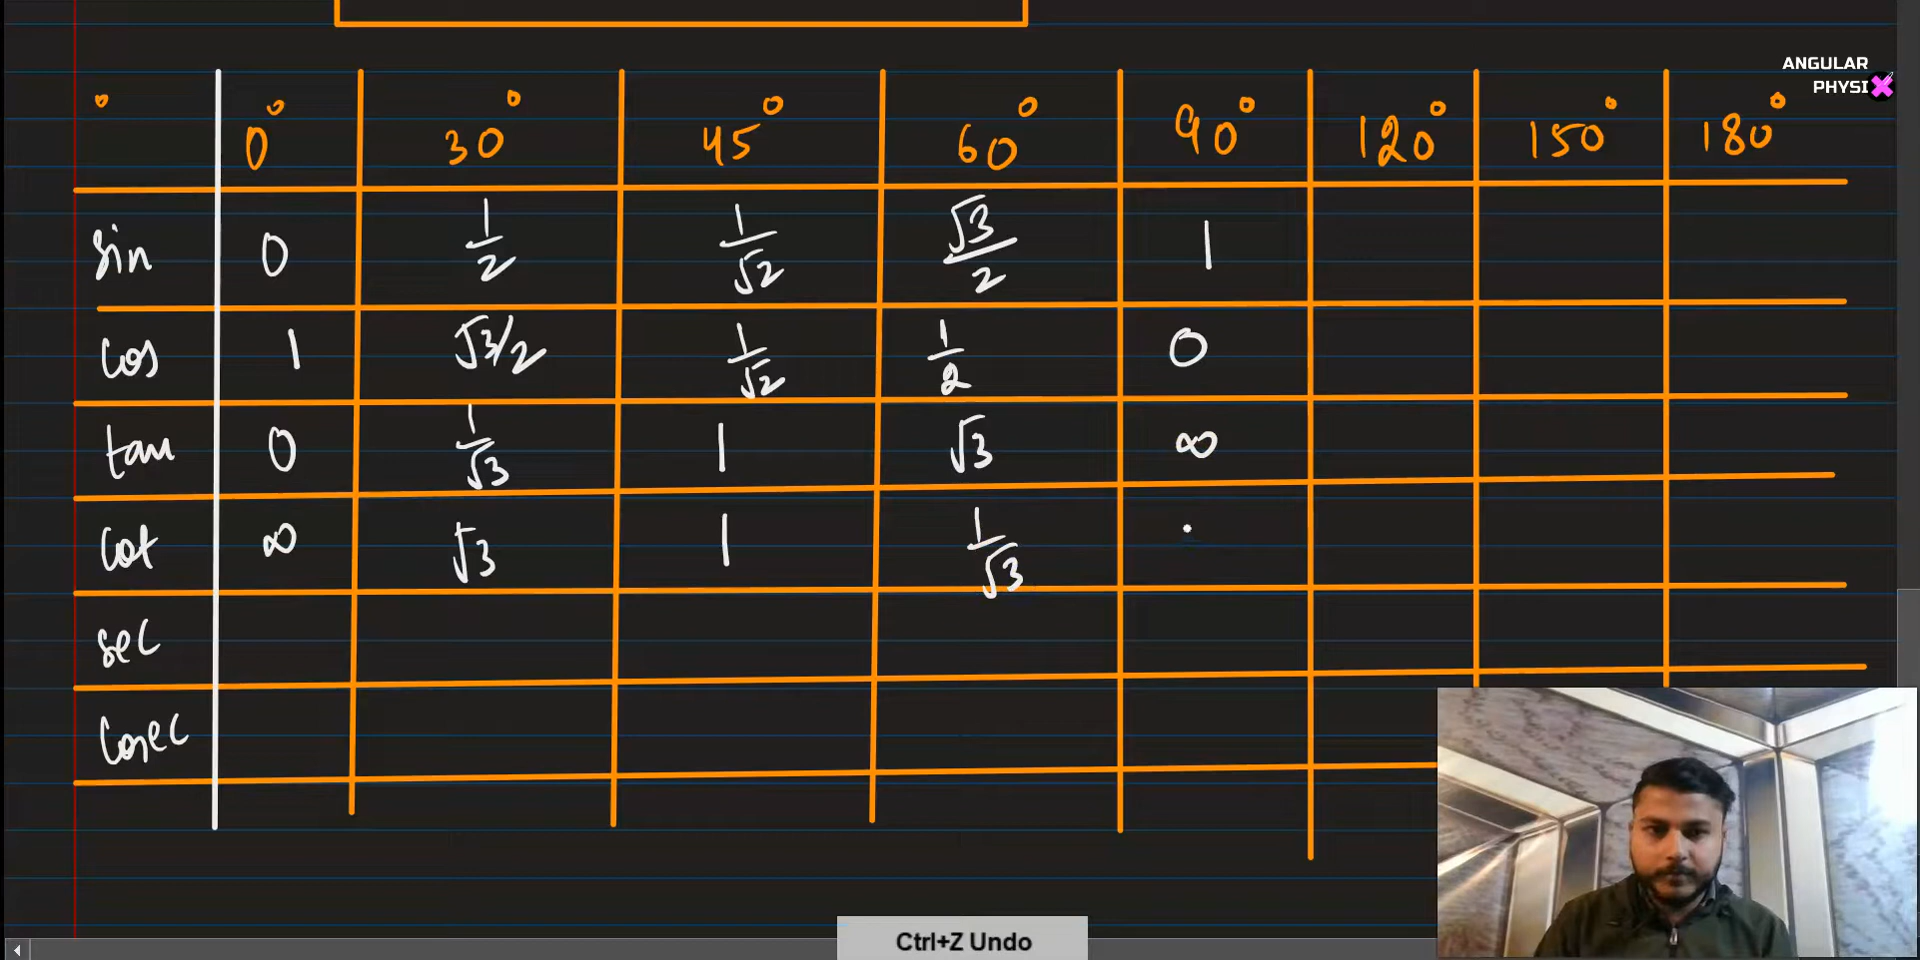 ANGULAR
PHYSI
° 0° 30° 45° 60° 90° 120° 150° 180°
sin 0 1/2 1/√2 √3/2 1
cos 1 √3/2 1/√2 1/2 0
tan 0 1/√3 1 √3 ∞
cot ∞ √3 1 1/√3
sec
cosec
Ctrl+Z Undo